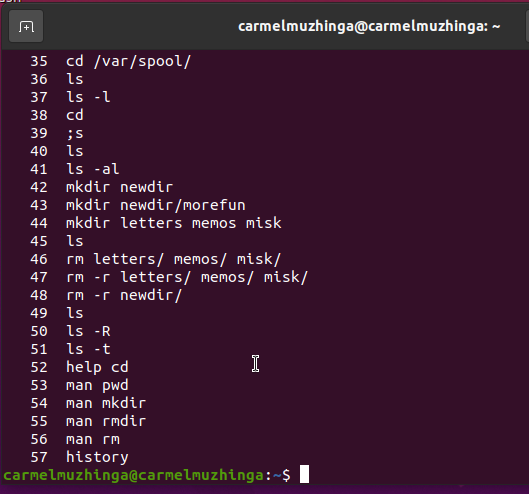 carmelmuzhinga@carmelmuzhinga: ~
35 cd /var/spool/
36 ls
37 ls -l
38 cd
39 ;s
40 ls
41 ls -al
42 mkdir newdir
43 mkdir newdir/morefun
44 mkdir letters memos misk
45 ls
46 rm letters/ memos/ misk/
47 rm -r letters/ memos/ misk/
48 rm -r newdir/
49 ls
50 ls -R
51 ls -t
52 help cd
53 man pwd
54 man mkdir
55 man rmdir
56 man rm
57 history
carmelmuzhinga@carmelmuzhinga:~$